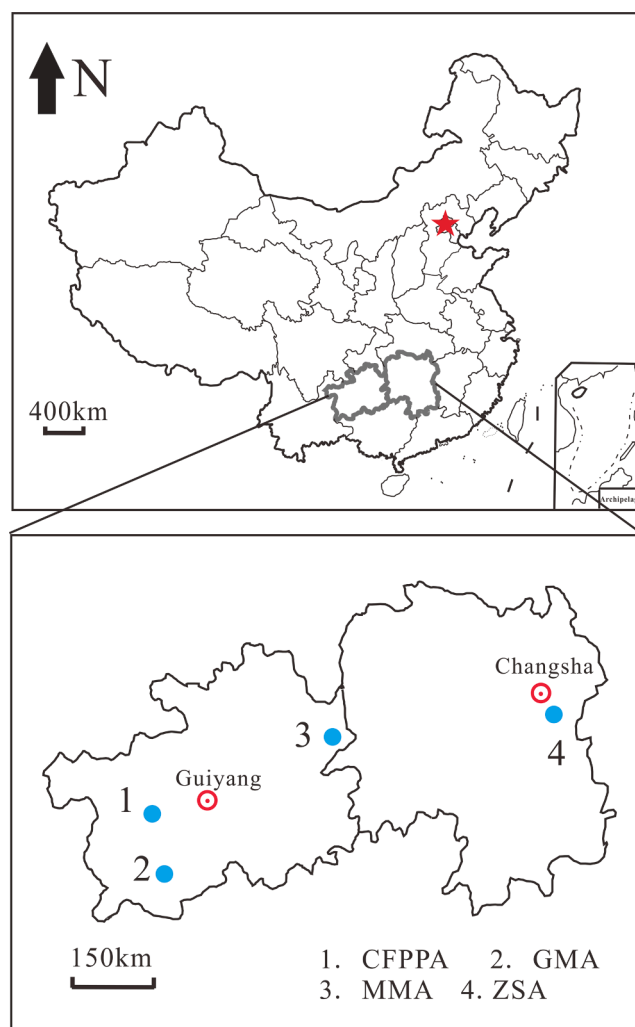 N
400km
Archipelag
Changsha
3
4
Guiyang
1
2
150km
1. CFPPA 2. GMA
3. MMA 4. ZSA